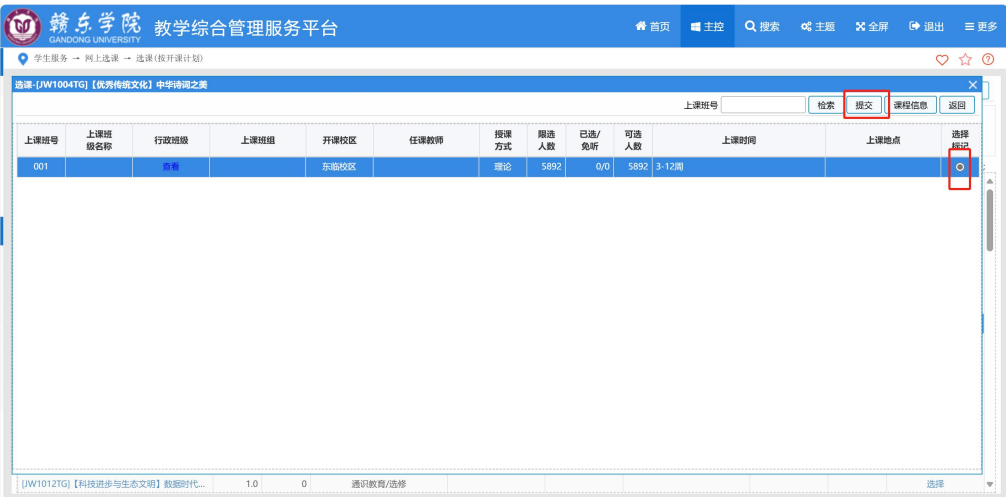 赣东学院 教学综合管理服务平台 首页 主控 搜索 主题 全屏 退出 更多
GANDONG UNIVERSITY
学生服务 → 网上选课 → 选课(按开课计划)
选课-[JW1004TG]【优秀传统文化】中华诗词之美
上课班号 检索 提交 课程信息 返回
上课班号 上课班级名称 行政班级 上课班组 开课校区 任课教师 授课方式 限选人数 已选/免听 可选人数 上课时间 上课地点 选择标记
001 查看 东临校区 理论 5892 0/0 5892 3-12周
[JW1012TG]【科技进步与生态文明】数据时代... 1.0 0 通识教育/选修 选择